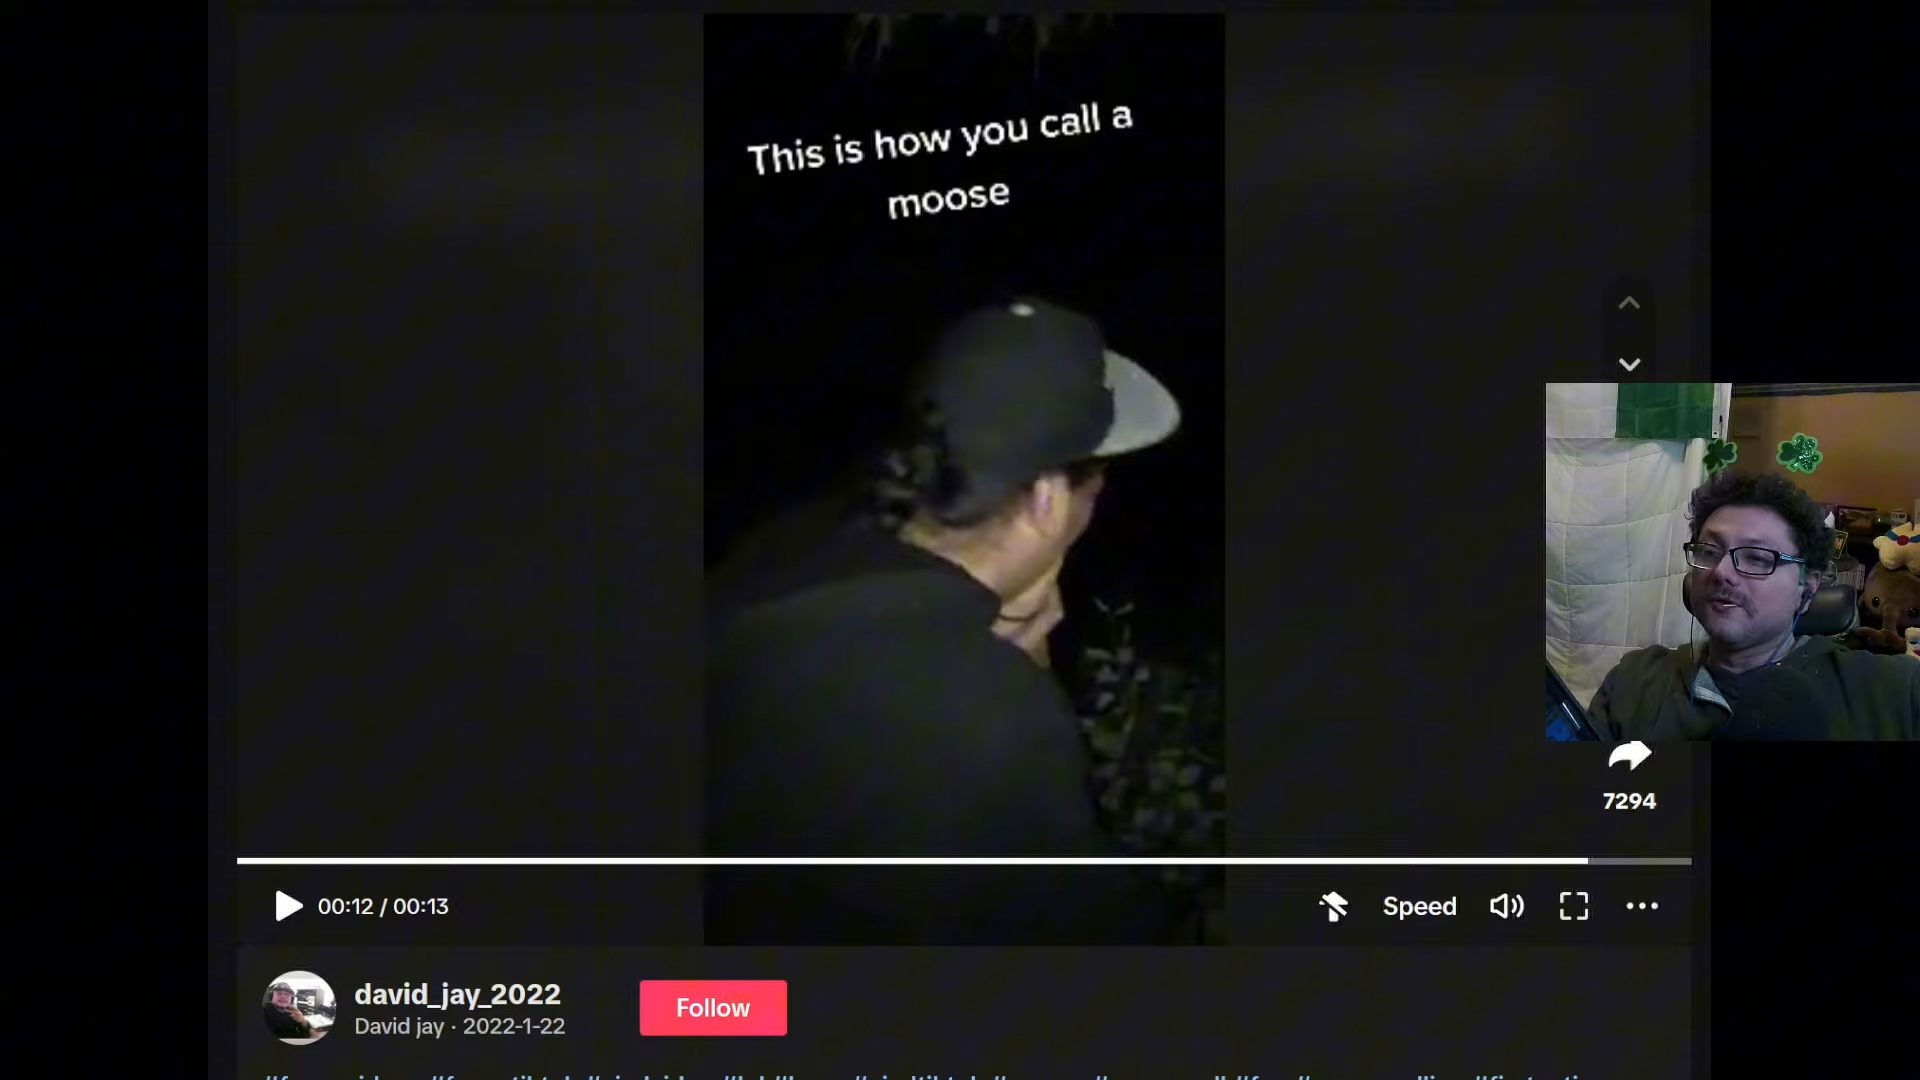 This is how you call a
moose
7294
00:12 / 00:13
Speed
david_jay_2022
David jay · 2022-1-22
Follow